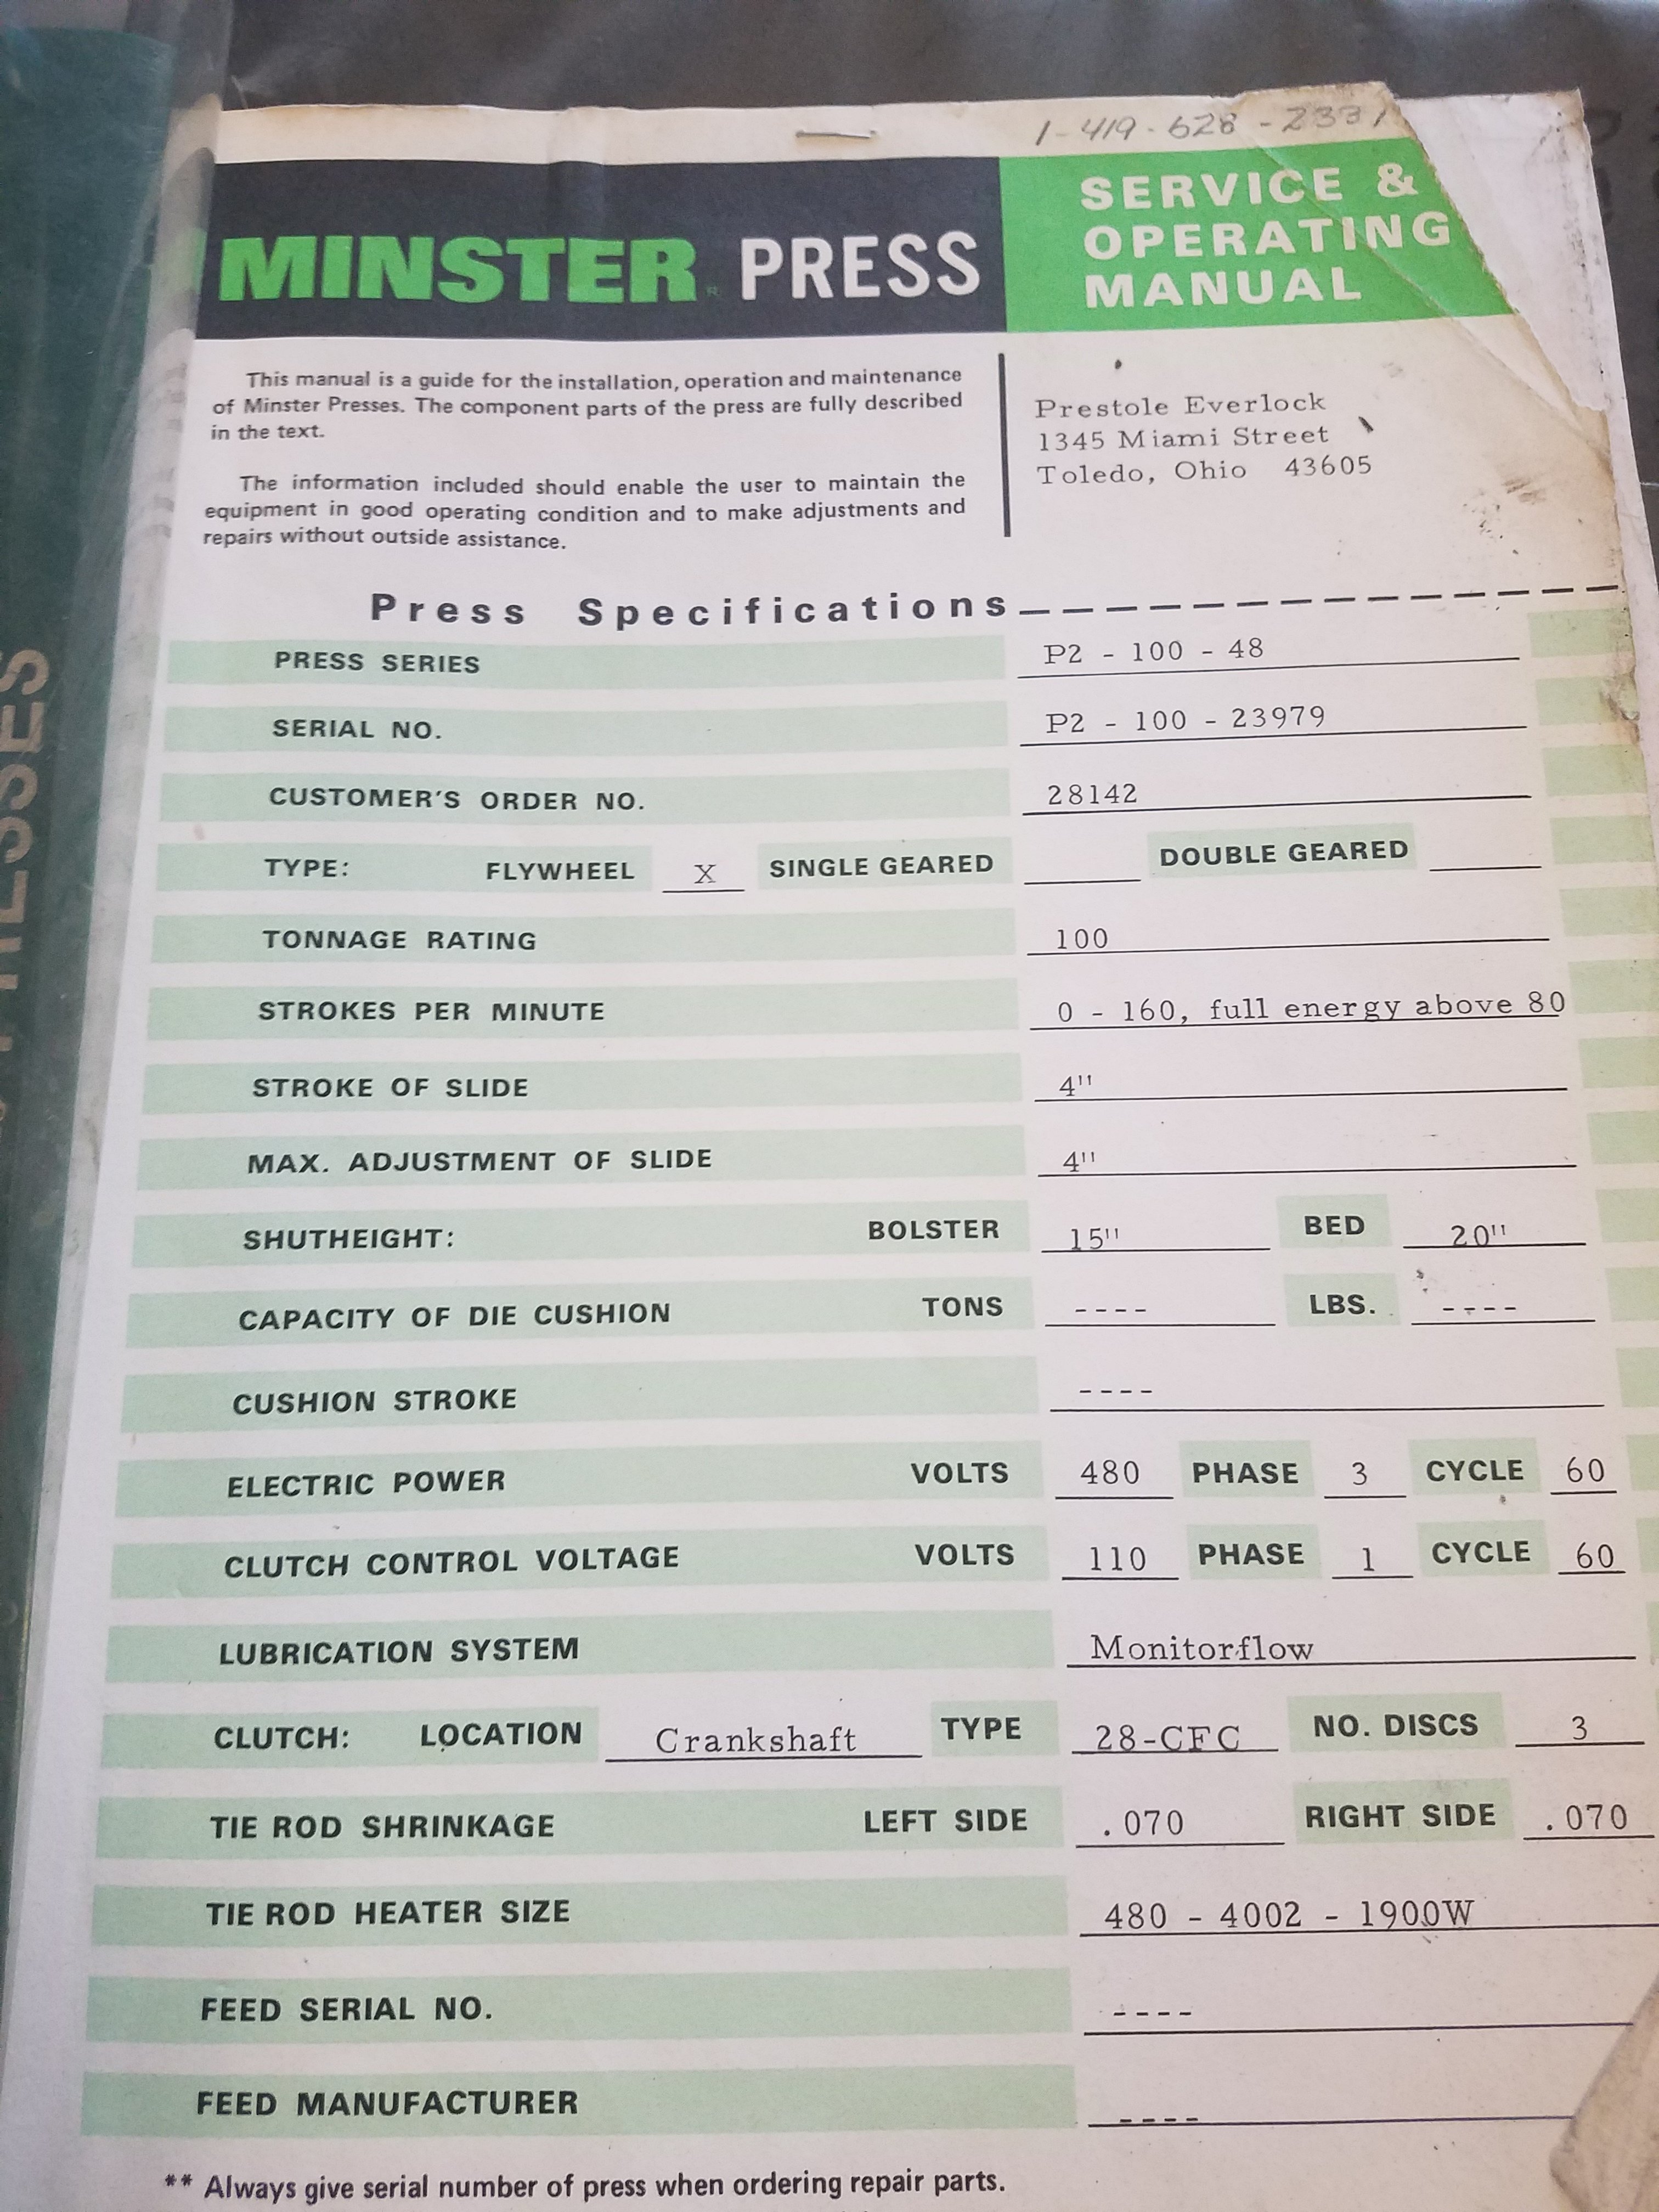 1-419-628-2331
MINSTER® PRESS
SERVICE &
OPERATING
MANUAL
This manual is a guide for the installation, operation and maintenance
of Minster Presses. The component parts of the press are fully described
in the text.
The information included should enable the user to maintain the
equipment in good operating condition and to make adjustments and
repairs without outside assistance.
Prestole Everlock
1345 Miami Street
Toledo, Ohio 43605
Press Specifications
PRESS SERIES P2 - 100 - 48
SERIAL NO. P2 - 100 - 23979
CUSTOMER'S ORDER NO. 28142
TYPE: FLYWHEEL X SINGLE GEARED DOUBLE GEARED
TONNAGE RATING 100
STROKES PER MINUTE 0 - 160, full energy above 80
STROKE OF SLIDE 4"
MAX. ADJUSTMENT OF SLIDE 4"
SHUTHEIGHT: BOLSTER 15" BED 20"
CAPACITY OF DIE CUSHION TONS ---- LBS. ----
CUSHION STROKE ----
ELECTRIC POWER VOLTS 480 PHASE 3 CYCLE 60
CLUTCH CONTROL VOLTAGE VOLTS 110 PHASE 1 CYCLE 60
LUBRICATION SYSTEM Monitorflow
CLUTCH: LOCATION Crankshaft TYPE 28-CFC NO. DISCS 3
TIE ROD SHRINKAGE LEFT SIDE .070 RIGHT SIDE .070
TIE ROD HEATER SIZE 480 - 4002 - 1900W
FEED SERIAL NO. ----
FEED MANUFACTURER ----
** Always give serial number of press when ordering repair parts.